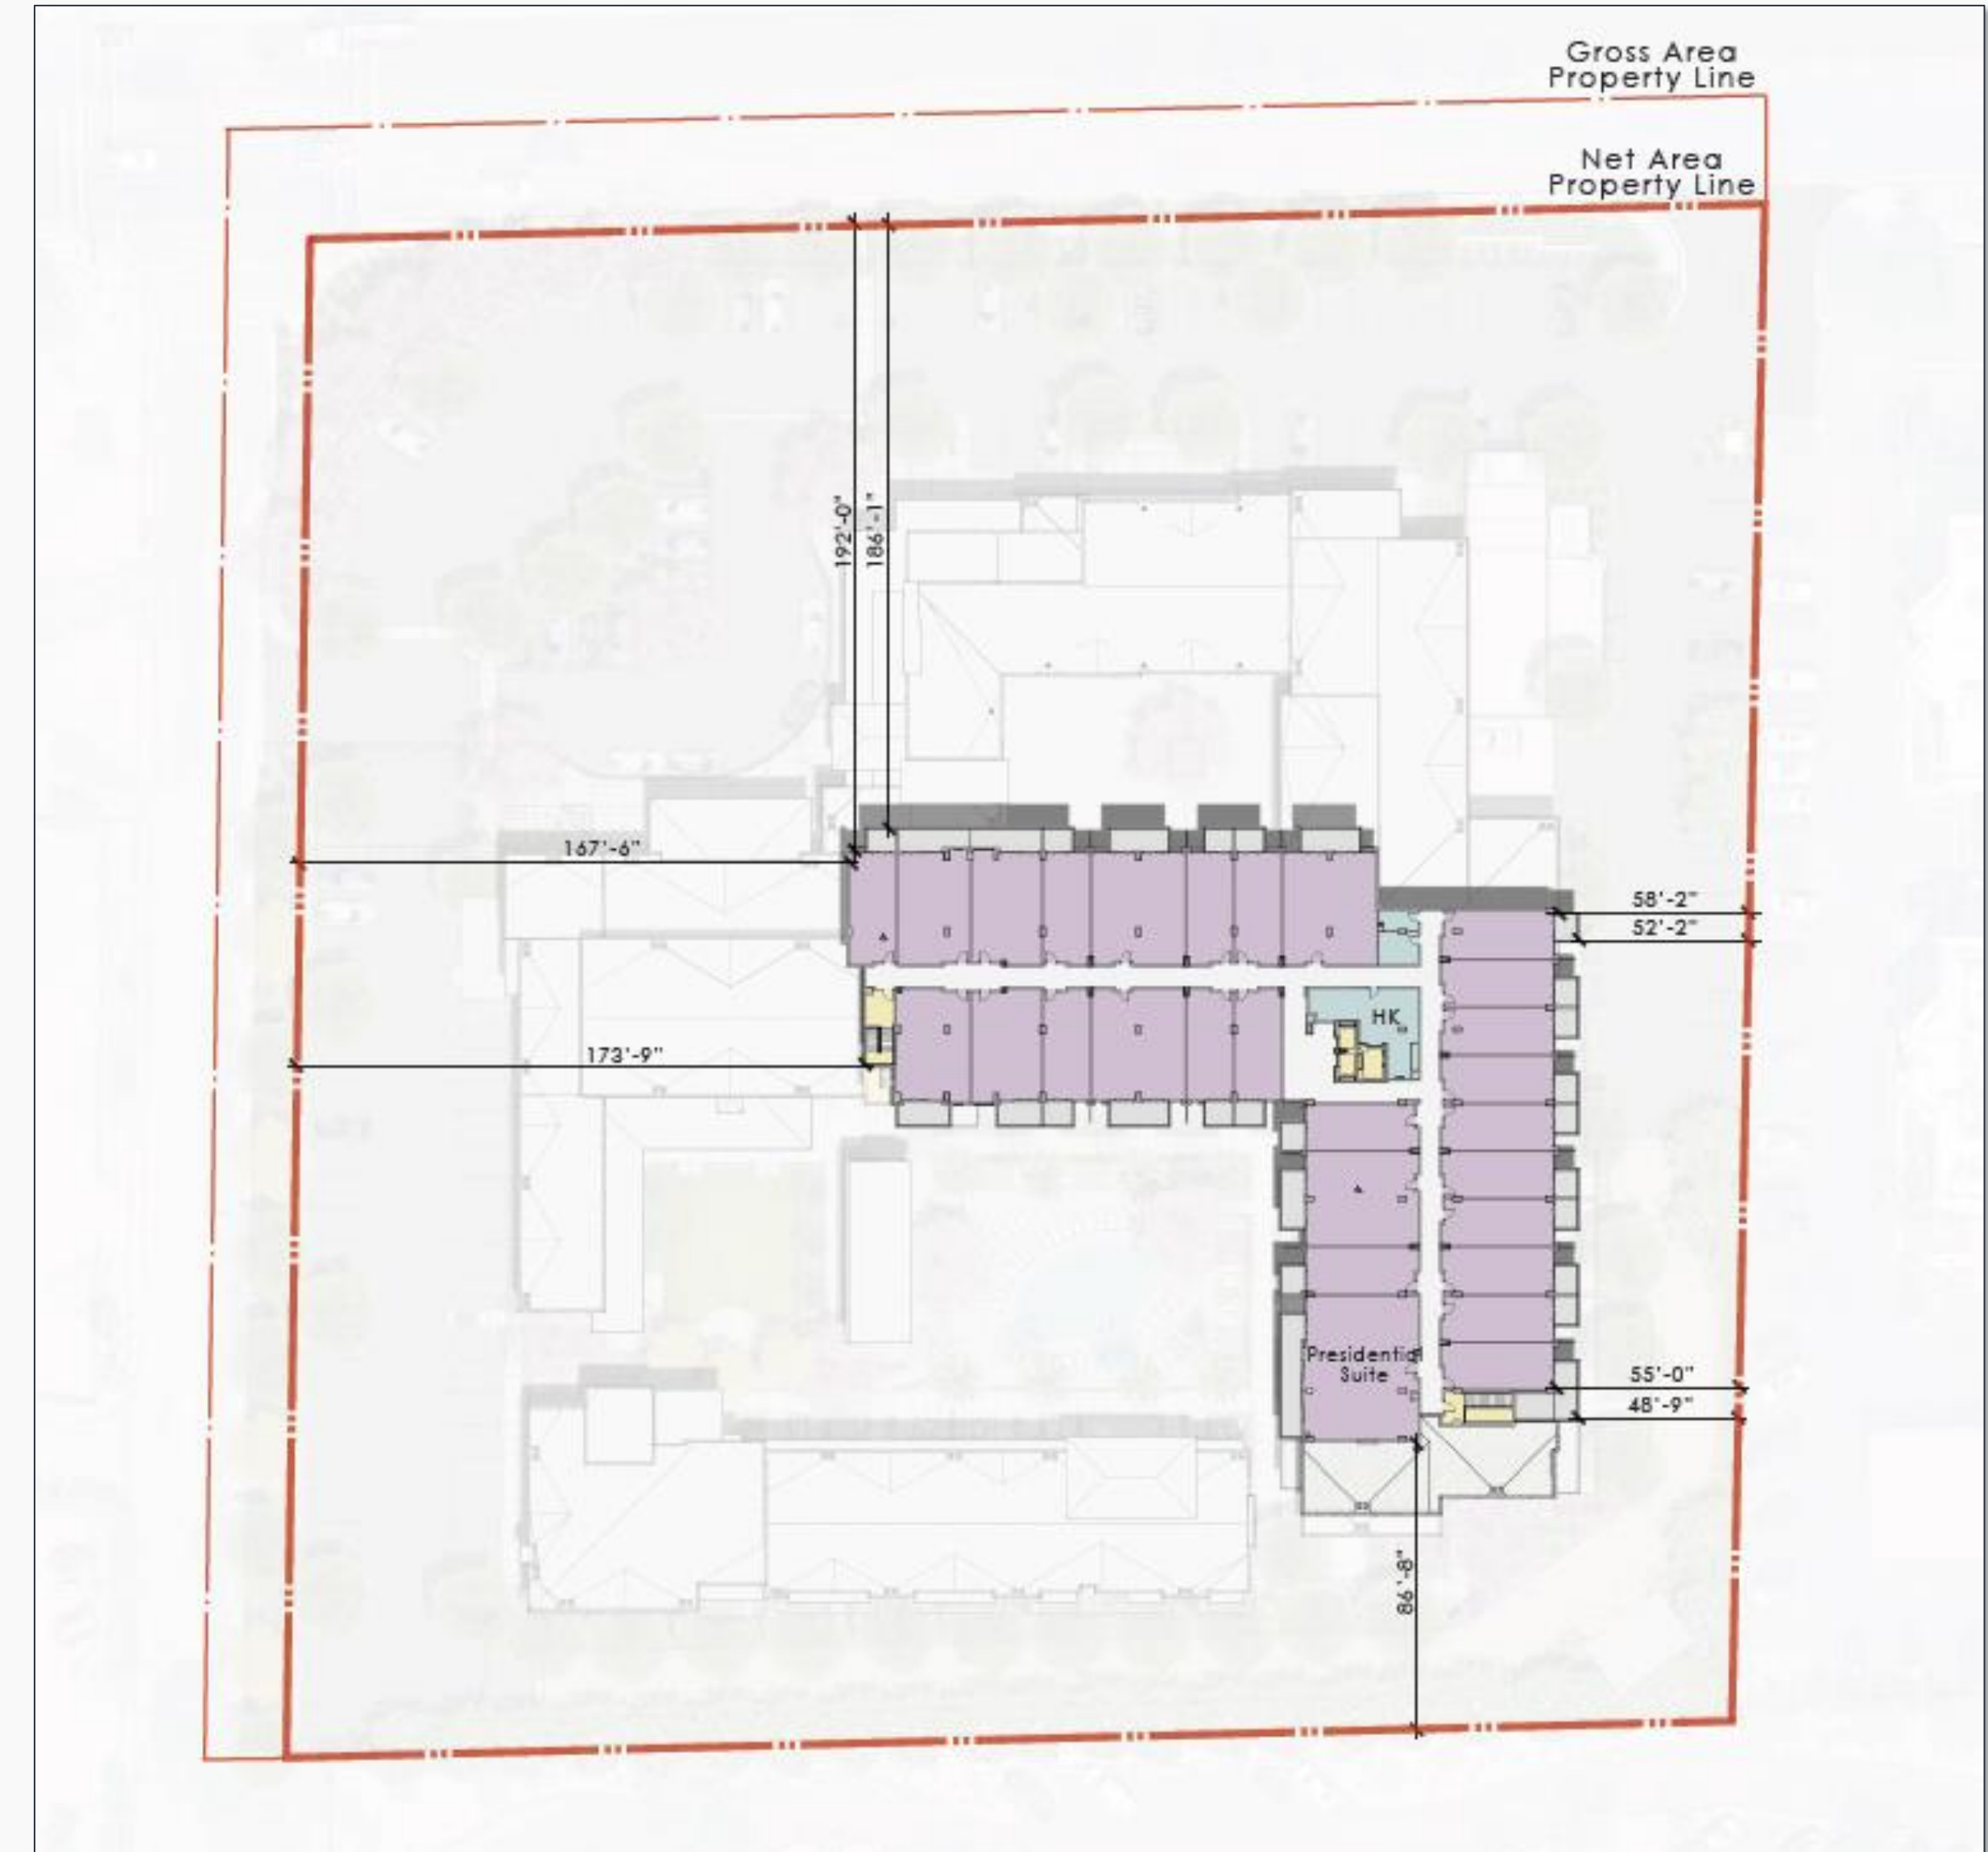 Gross Area
Property Line
Net Area
Property Line
192'-0"
186'-1"
167'-6"
58'-2"
52'-2"
HK
173'-9"
Presidentia
Suite
55'-0"
48'-9"
86'-8"